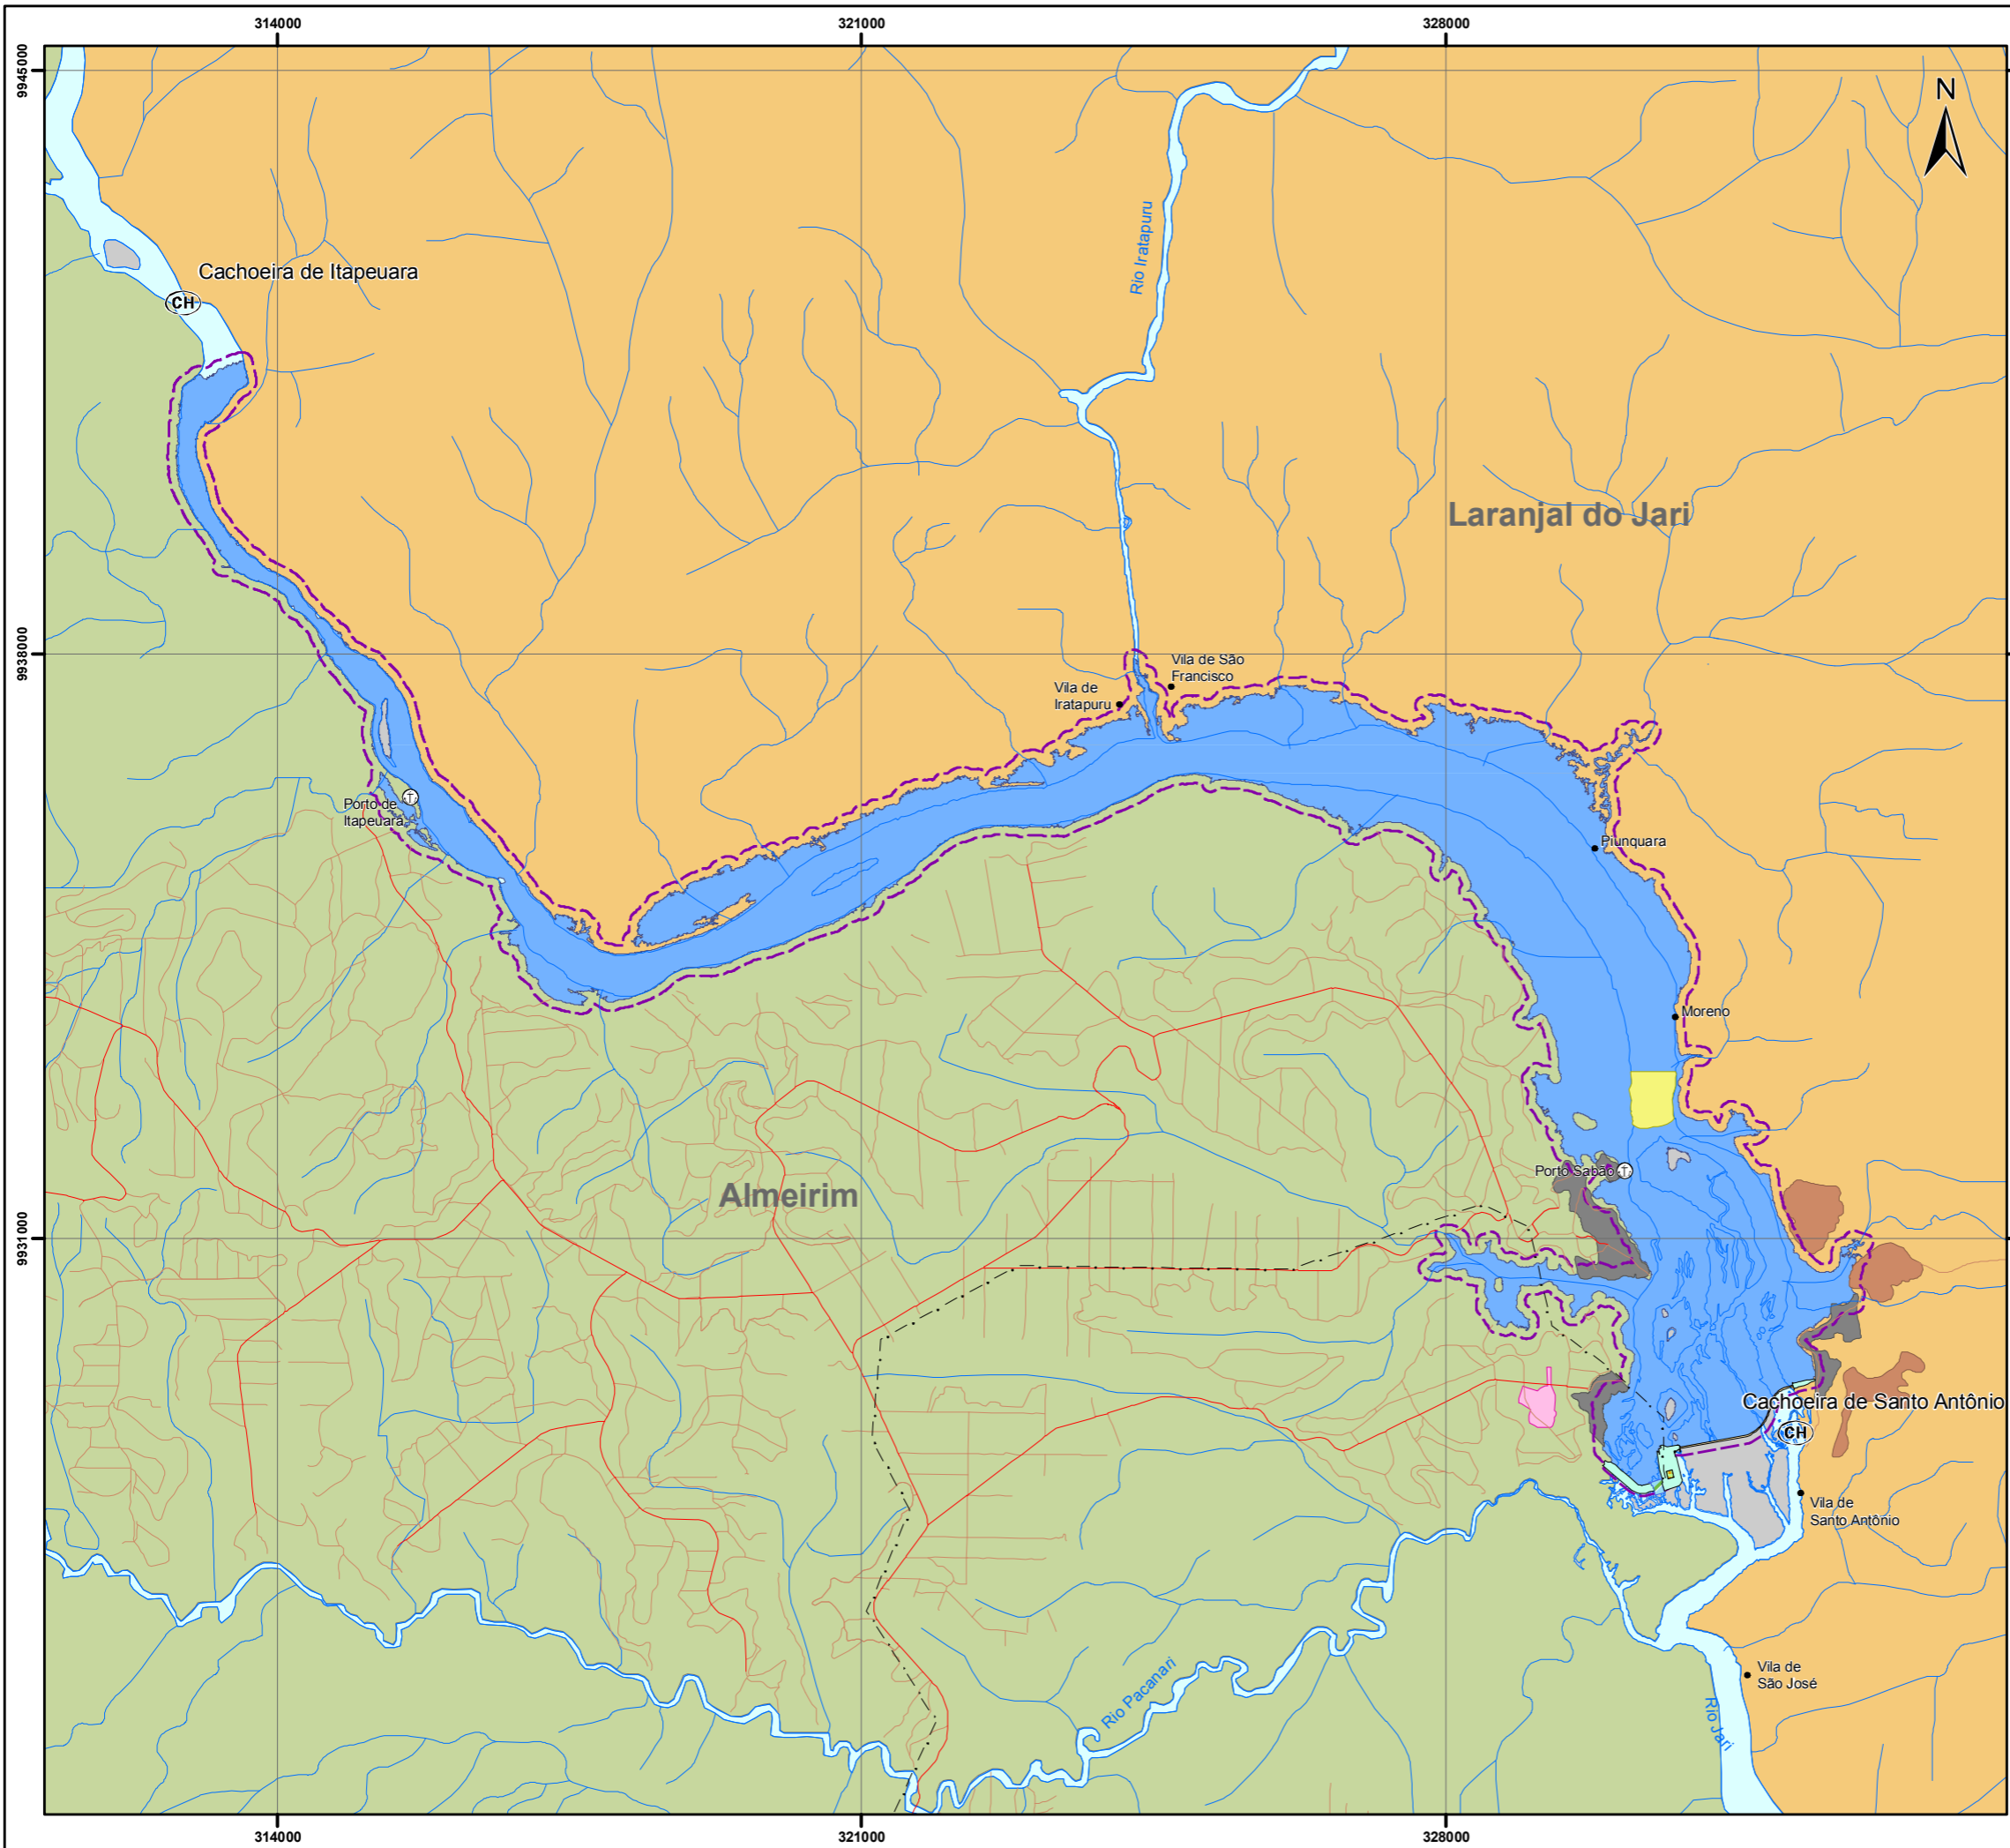 314000
321000
328000
9945000
N
Rio Iratapuru
Cachoeira de Itapeuara
CH
Laranjal do Jari
9938000
Vila de São
Francisco
Vila de
Iratapuru
Porto de
Itapeuara
Piunquara
Moreno
Porto Sabão
Almeirim
9931000
Cachoeira de Santo Antônio
CH
Vila de
Santo Antônio
Vila de
São José
Rio Pacanari
Rio Jari
314000
321000
328000